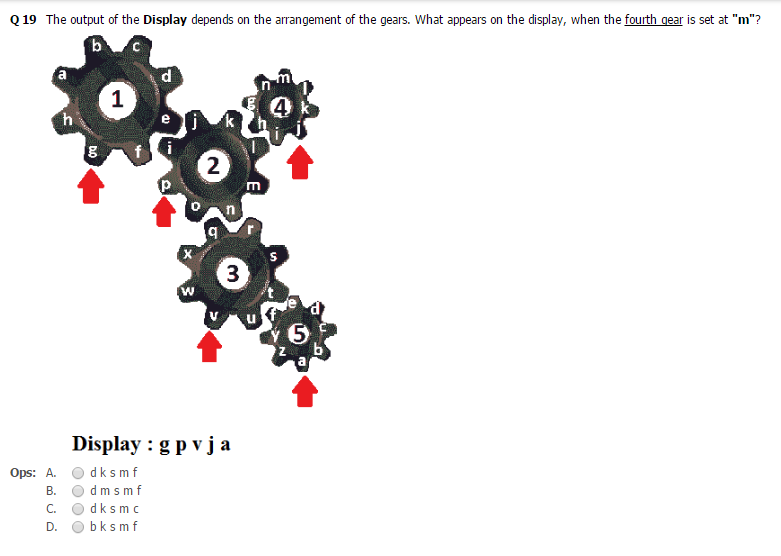 Q 19 The output of the Display depends on the arrangement of the gears. What appears on the display, when the fourth gear is set at "m"?
b c
a d
1
h e
g f
j k
i l
2
p m
o n
n m l
g 4 k
h i j
q r
x s
3
w t
v u
e d
f c
5
y b
z a
Display : g p v j a
Ops: A. d k s m f
B. d m s m f
C. d k s m c
D. b k s m f